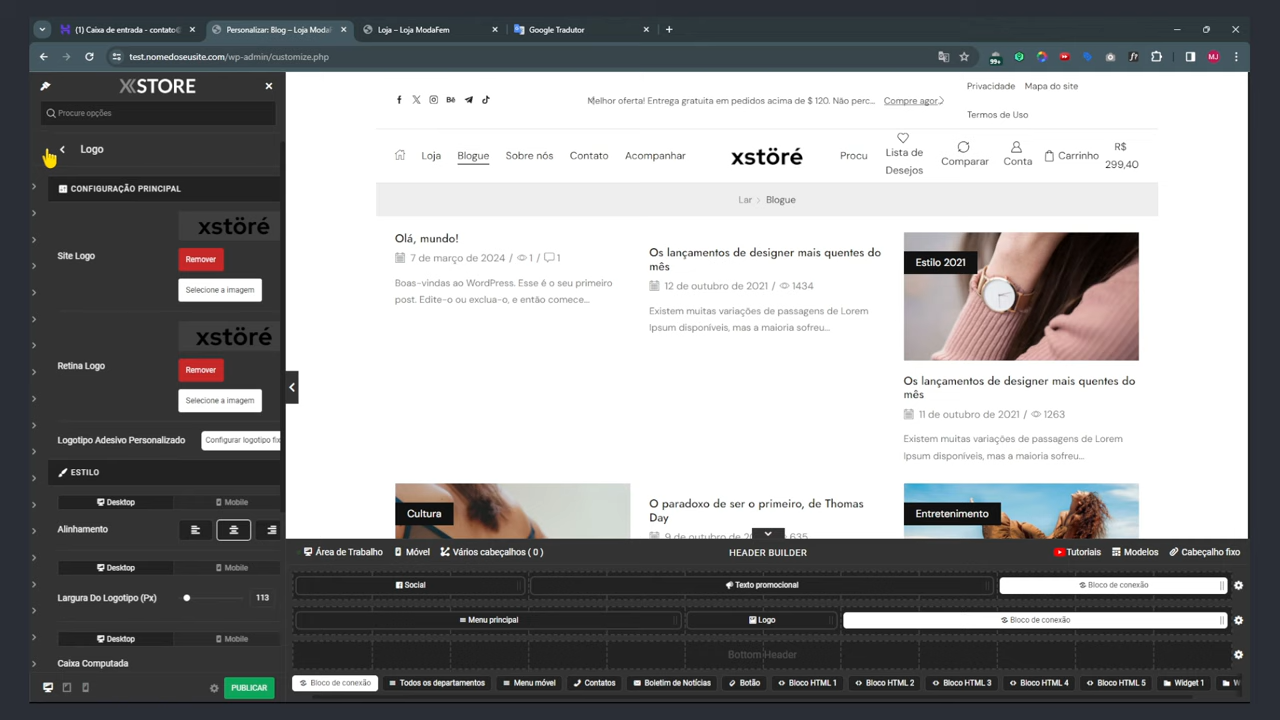 (1) Caixa de entrada - contato@
Personalizar: Blog – Loja Moda
Loja – Loja ModaFem
Google Tradutor
test.nomedoseusite.com/wp-admin/customize.php
99+
MJ
XSTORE
Procure opções
Logo
CONFIGURAÇÃO PRINCIPAL
xstöré
Site Logo
Remover
Selecione a imagem
xstöré
Retina Logo
Remover
Selecione a imagem
Logotipo Adesivo Personalizado
Configurar logotipo fix
ESTILO
Desktop
Mobile
Alinhamento
Desktop
Mobile
Largura Do Logotipo (Px)
113
Desktop
Mobile
Caixa Computada
PUBLICAR
Melhor oferta! Entrega gratuita em pedidos acima de $ 120. Não perc...
Compre agor.
Privacidade
Mapa do site
Termos de Uso
Loja
Blogue
Sobre nós
Contato
Acompanhar
xstöré
Procu
Lista de
Desejos
Comparar
Conta
Carrinho
R$
299,40
Lar > Blogue
Olá, mundo!
7 de março de 2024 / 1 / 1
Boas-vindas ao WordPress. Esse é o seu primeiro
post. Edite-o ou exclua-o, e então comece...
Os lançamentos de designer mais quentes do
mês
12 de outubro de 2021 / 1434
Existem muitas variações de passagens de Lorem
Ipsum disponíveis, mas a maioria sofreu...
Estilo 2021
Os lançamentos de designer mais quentes do
mês
11 de outubro de 2021 / 1263
Existem muitas variações de passagens de Lorem
Ipsum disponíveis, mas a maioria sofreu...
Cultura
O paradoxo de ser o primeiro, de Thomas
Day
9 de outubro de 20
635
Entretenimento
Área de Trabalho
Móvel
Vários cabeçalhos ( 0 )
HEADER BUILDER
Tutoriais
Modelos
Cabeçalho fixo
Social
Texto promocional
Bloco de conexão
Menu principal
Logo
Bloco de conexão
Bottom Header
Bloco de conexão
Todos os departamentos
Menu móvel
Contatos
Boletim de Notícias
Botão
Bloco HTML 1
Bloco HTML 2
Bloco HTML 3
Bloco HTML 4
Bloco HTML 5
Widget 1
W